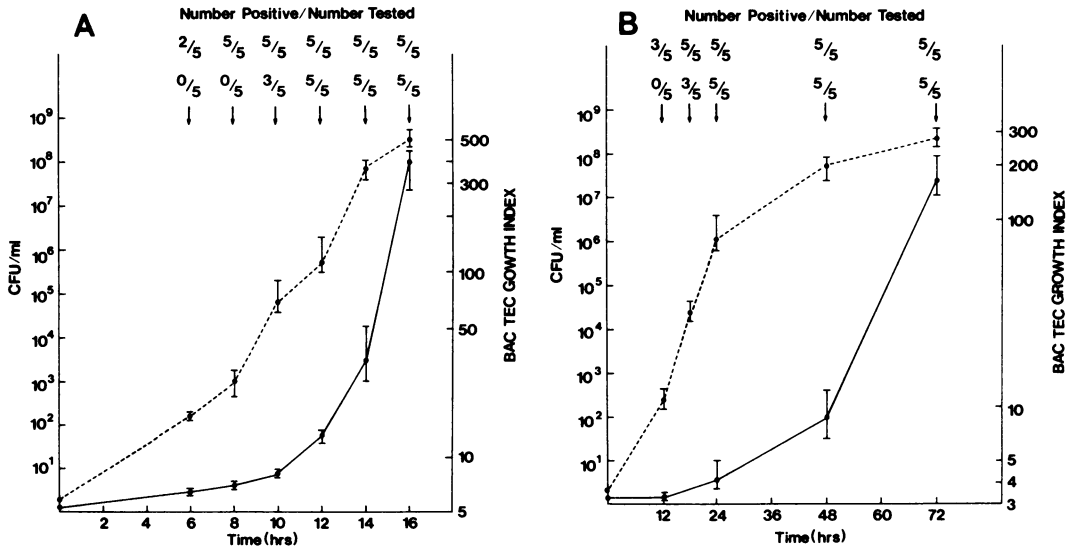 A
Number Positive/Number Tested
2/5 5/5 5/5 5/5 5/5 5/5
0/5 0/5 3/5 5/5 5/5 5/5
10⁹
10⁸
10⁷
10⁶
10⁵
10⁴
10³
10²
10¹
CFU/ml
500
300
100
50
10
5
BAC TEC GOWTH INDEX
2 4 6 8 10 12 14 16
Time(hrs)
B
Number Positive/Number Tested
3/5 5/5 5/5 5/5 5/5
0/5 3/5 5/5 5/5 5/5
10⁹
10⁸
10⁷
10⁶
10⁵
10⁴
10³
10²
10¹
CFU/ml
300
200
100
10
5
4
3
BAC TEC GROWTH INDEX
12 24 36 48 60 72
Time(hrs)